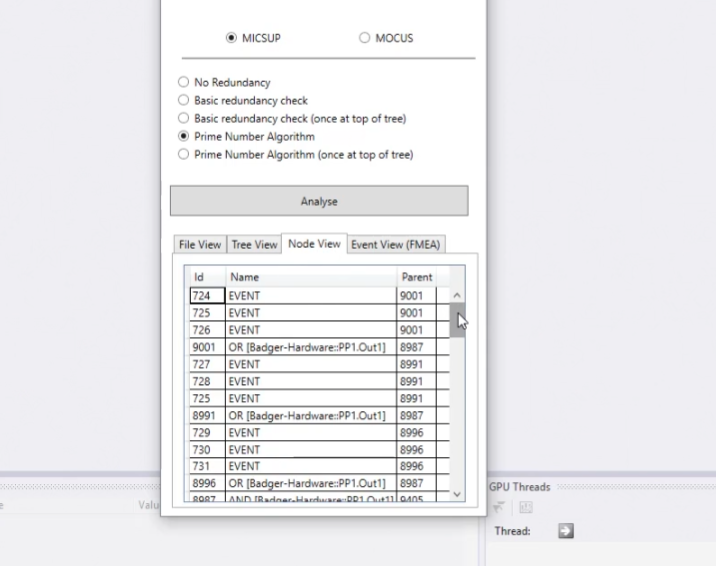 MICSUP MOCUS
No Redundancy
Basic redundancy check
Basic redundancy check (once at top of tree)
Prime Number Algorithm
Prime Number Algorithm (once at top of tree)
Analyse
File View Tree View Node View Event View (FMEA)
Id Name Parent
724 EVENT 9001
725 EVENT 9001
726 EVENT 9001
9001 OR [Badger-Hardware::PP1.Out1] 8987
727 EVENT 8991
728 EVENT 8991
725 EVENT 8991
8991 OR [Badger-Hardware::PP1.Out1] 8987
729 EVENT 8996
730 EVENT 8996
731 EVENT 8996
8996 OR [Badger-Hardware::PP1.Out1] 8987
8987 AND [Badger-Hardware::PP1.Out1] 9405
Valu
GPU Threads
Thread: